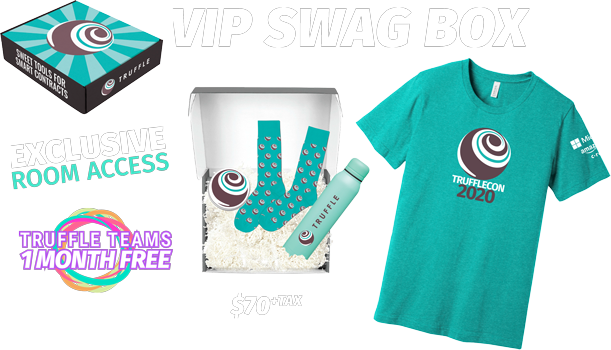 VIP SWAG BOX
SWEET TOOLS FOR
SMART CONTRACTS
TRUFFLE
EXCLUSIVE
ROOM ACCESS
TRUFFLE TEAMS
1 MONTH FREE
TRUFFLE
$70+TAX
TRUFFLECON
2020